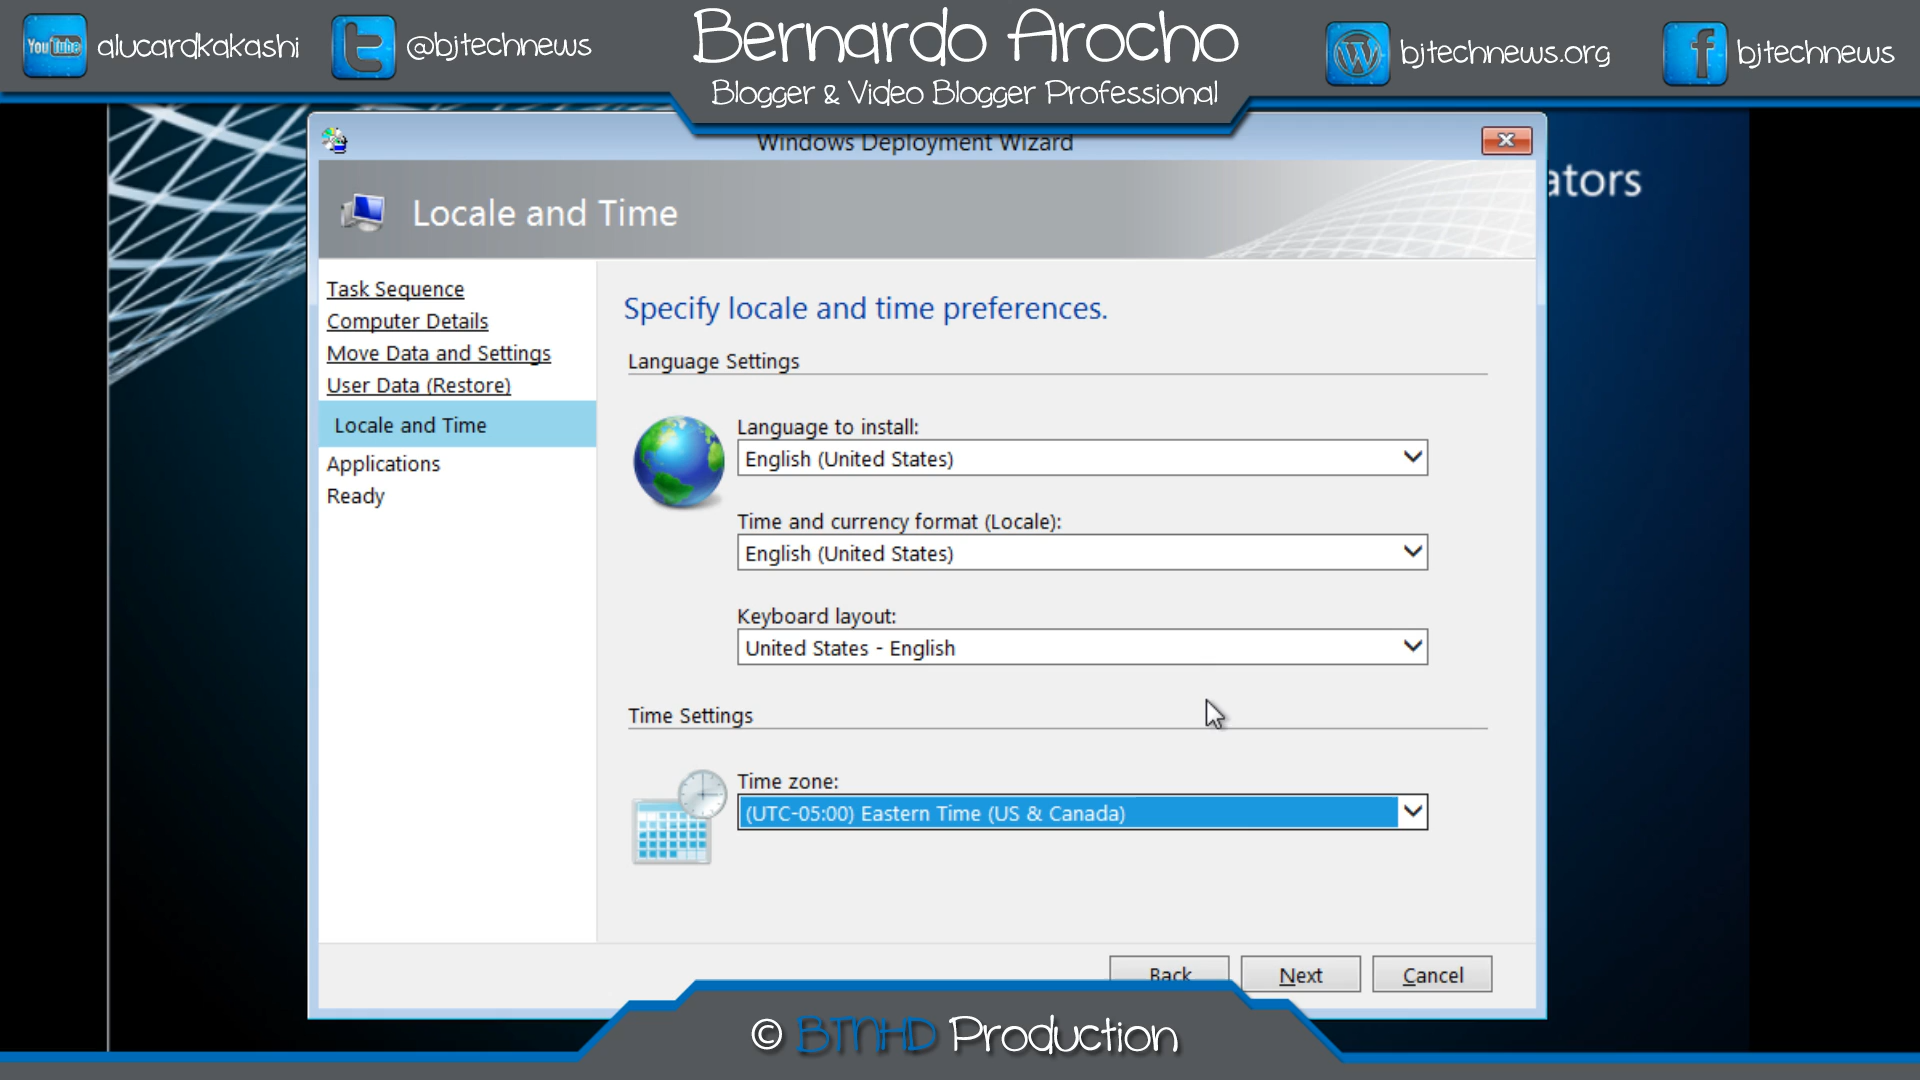 You Tube alucardkakashi
@bjtechnews
Bernardo Arocho
Blogger & Video Blogger Professional
bjtechnews.org
bjtechnews
Windows Deployment Wizard
ators
Locale and Time
Task Sequence
Computer Details
Move Data and Settings
User Data (Restore)
Locale and Time
Applications
Ready
Specify locale and time preferences.
Language Settings
Language to install:
English (United States)
Time and currency format (Locale):
English (United States)
Keyboard layout:
United States - English
Time Settings
Time zone:
(UTC-05:00) Eastern Time (US & Canada)
Back
Next
Cancel
© BTNHD Production